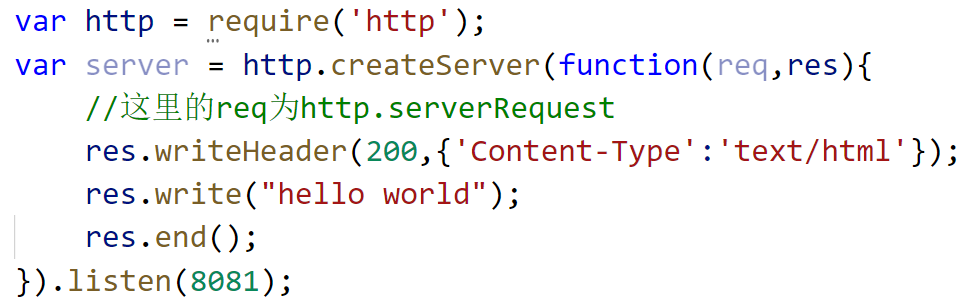 var http = require('http');
var server = http.createServer(function(req,res){
    //这里的req为http.serverRequest
    res.writeHeader(200,{'Content-Type':'text/html'});
    res.write("hello world");
    res.end();
}).listen(8081);